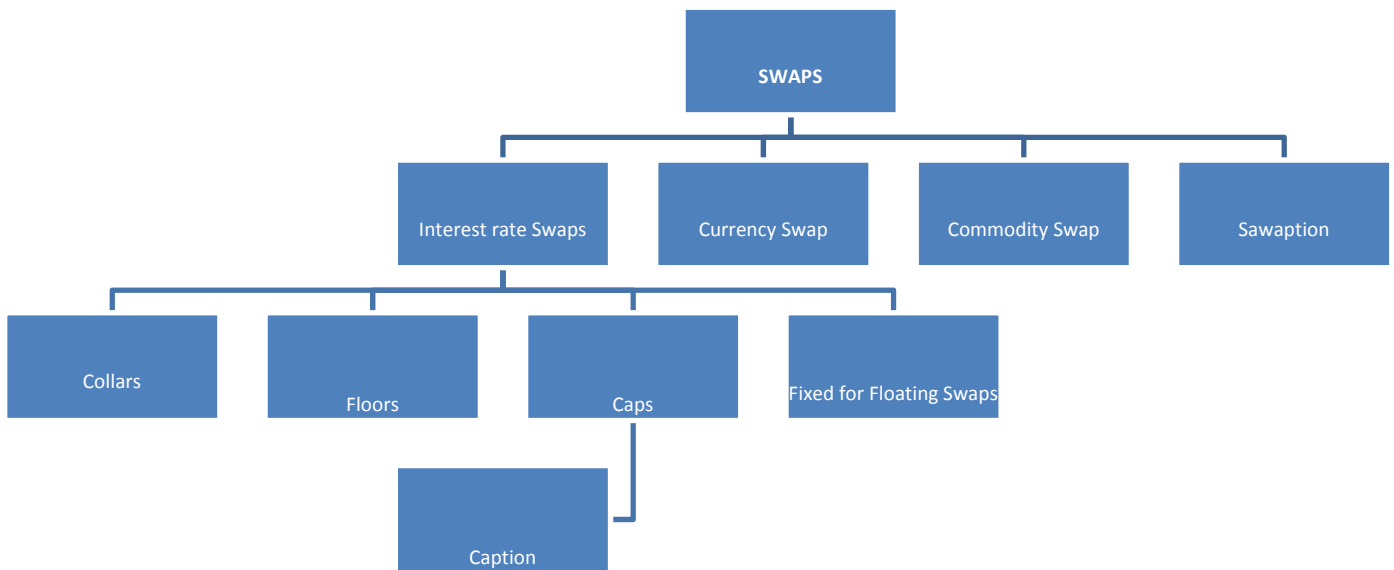 SWAPS
Interest rate Swaps
Currency Swap
Commodity Swap
Sawaption
Collars
Floors
Caps
Fixed for Floating Swaps
Caption